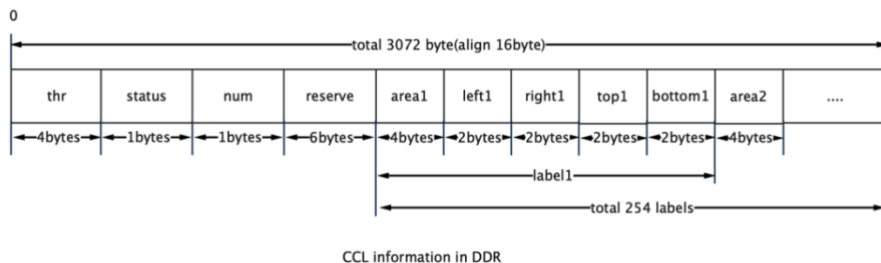 0
total 3072 byte(align 16byte)
thr status num reserve area1 left1 right1 top1 bottom1 area2 ....
4bytes 1bytes 1bytes 6bytes 4bytes 2bytes 2bytes 2bytes 2bytes 4bytes
label1
total 254 labels
CCL information in DDR